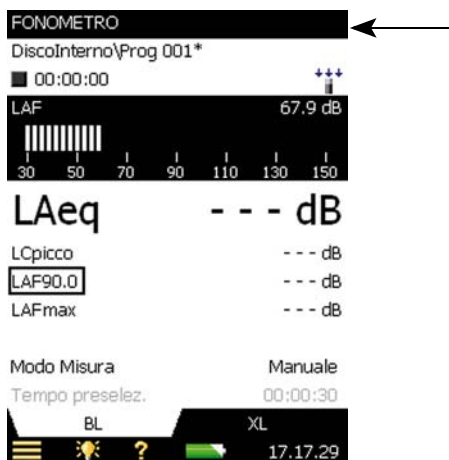 FONOMETRO
DiscoInterno\Prog 001*
00:00:00
LAF 67.9 dB
30 50 70 90 110 130 150
LAeq - - - dB
LCpicco - - - dB
LAF90.0 - - - dB
LAFmax - - - dB
Modo Misura Manuale
Tempo preselez. 00:00:30
BL XL
? 17.17.29